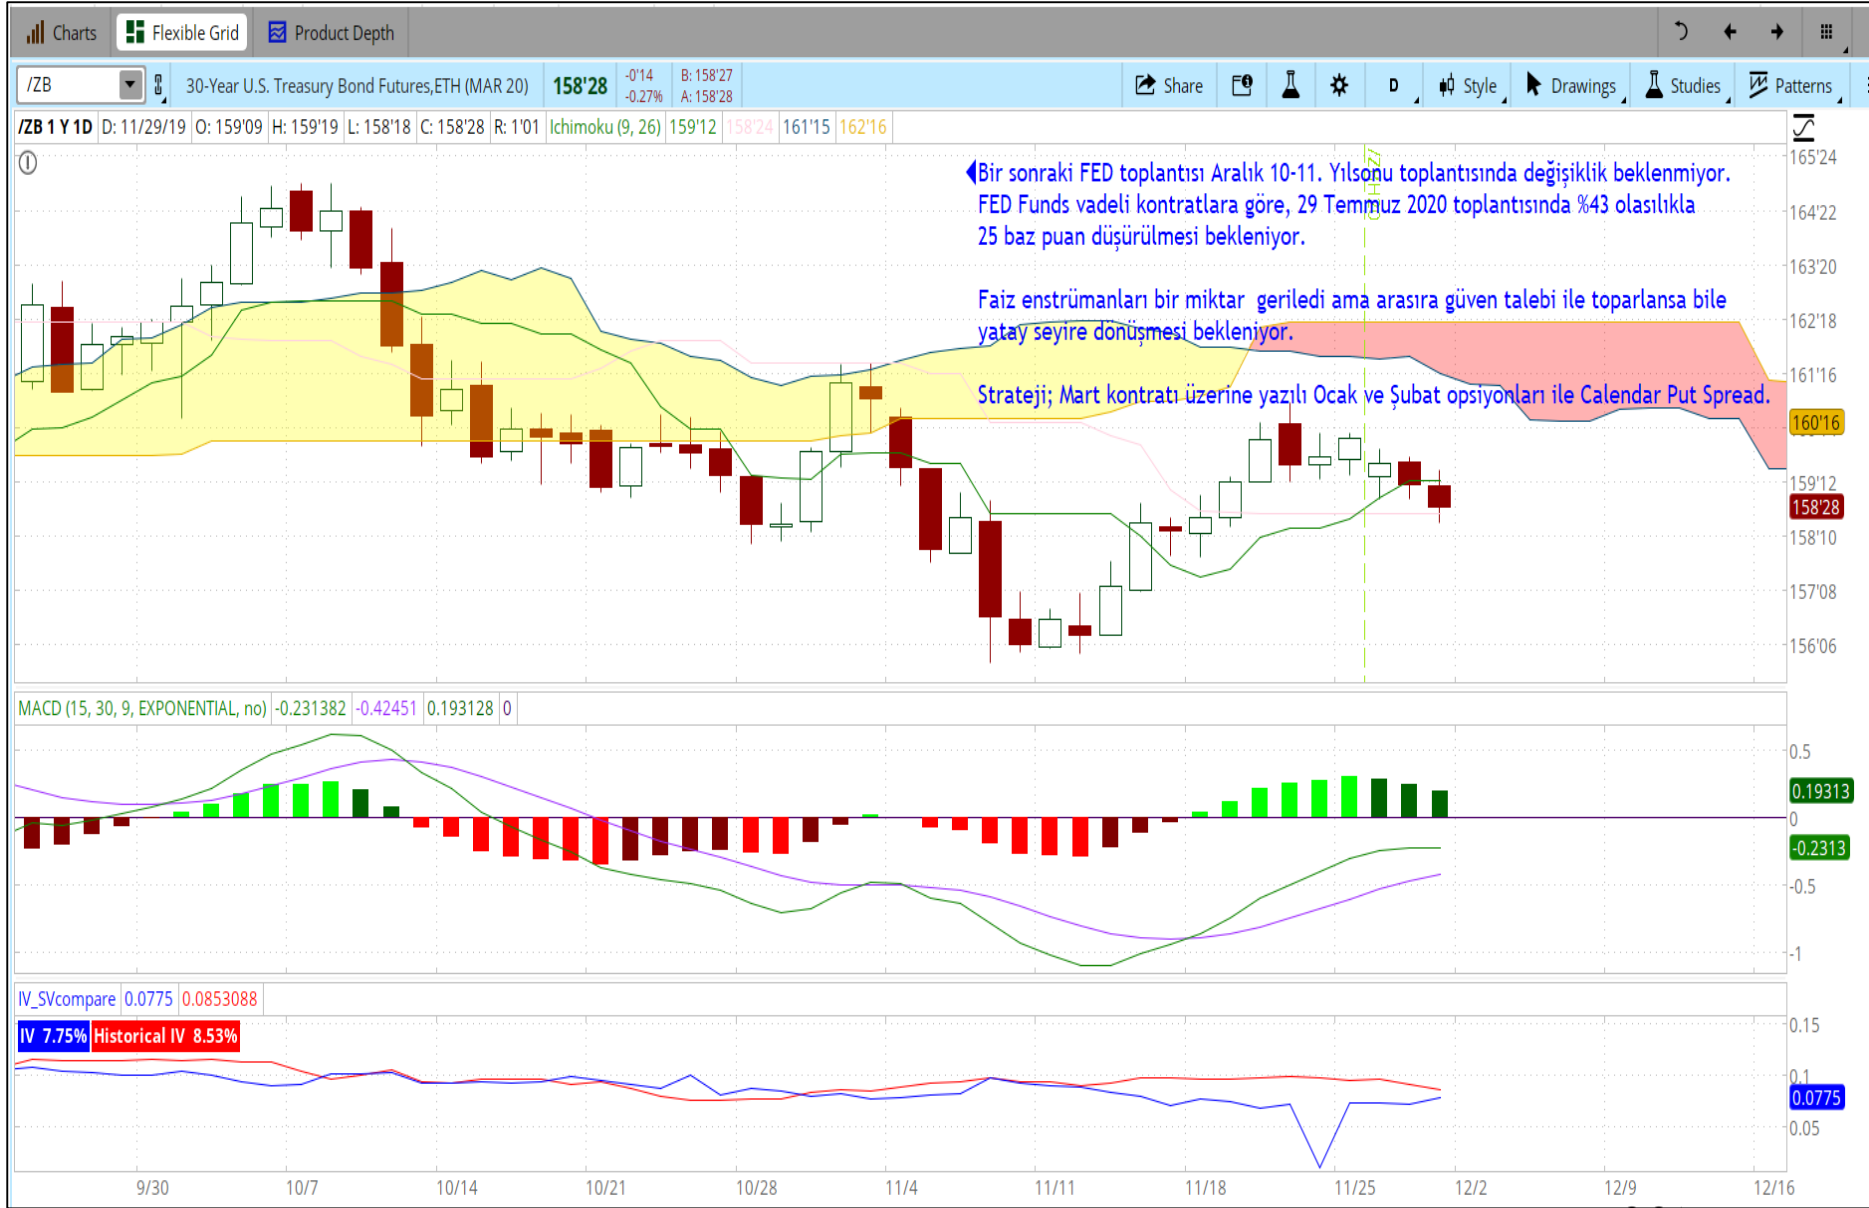 Charts Flexible Grid Product Depth
/ZB 30-Year U.S. Treasury Bond Futures,ETH (MAR 20) 158'28 -0'14 B: 158'27
-0.27% A: 158'28
Share D Style Drawings Studies Patterns
/ZB 1 Y 1D D: 11/29/19 O: 159'09 H: 159'19 L: 158'18 C: 158'28 R: 1'01 Ichimoku (9, 26) 159'12 158'24 161'15 162'16
Bir sonraki FED toplantısı Aralık 10-11. Yılsonu toplantısında değişiklik beklenmiyor.
FED Funds vadeli kontratlara göre, 29 Temmuz 2020 toplantısında %43 olasılıkla
25 baz puan düşürülmesi bekleniyor.
Faiz enstrümanları bir miktar geriledi ama arasıra güven talebi ile toparlansa bile
yatay seyire dönüşmesi bekleniyor.
Strateji; Mart kontratı üzerine yazılı Ocak ve Şubat opsiyonları ile Calendar Put Spread.
165'24
164'22
163'20
162'18
161'16
160'16
159'12
158'28
158'10
157'08
156'06
MACD (15, 30, 9, EXPONENTIAL, no) -0.231382 -0.42451 0.193128 0
0.5
0.19313
0
-0.2313
-0.5
-1
IV_SVcompare 0.0775 0.0853088
IV 7.75% Historical IV 8.53%
0.15
0.1
0.0775
0.05
9/30 10/7 10/14 10/21 10/28 11/4 11/11 11/18 11/25 12/2 12/9 12/16